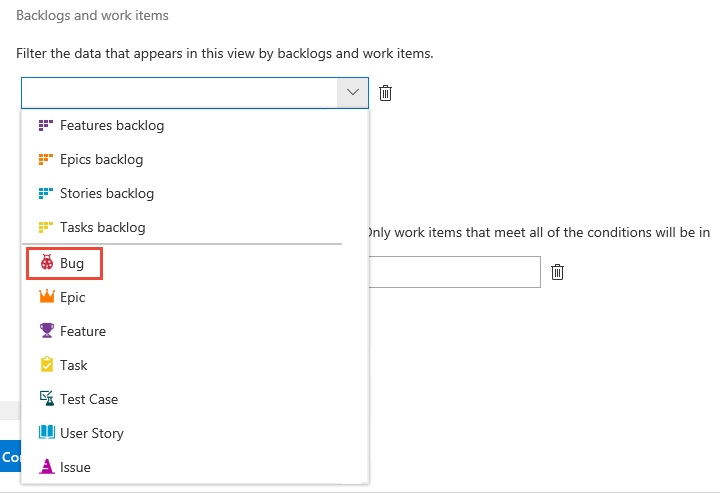 Backlogs and work items
Filter the data that appears in this view by backlogs and work items.
Features backlog
Epics backlog
Stories backlog
Tasks backlog
Only work items that meet all of the conditions will be in
Bug
Epic
Feature
Task
Test Case
User Story
Co
Issue